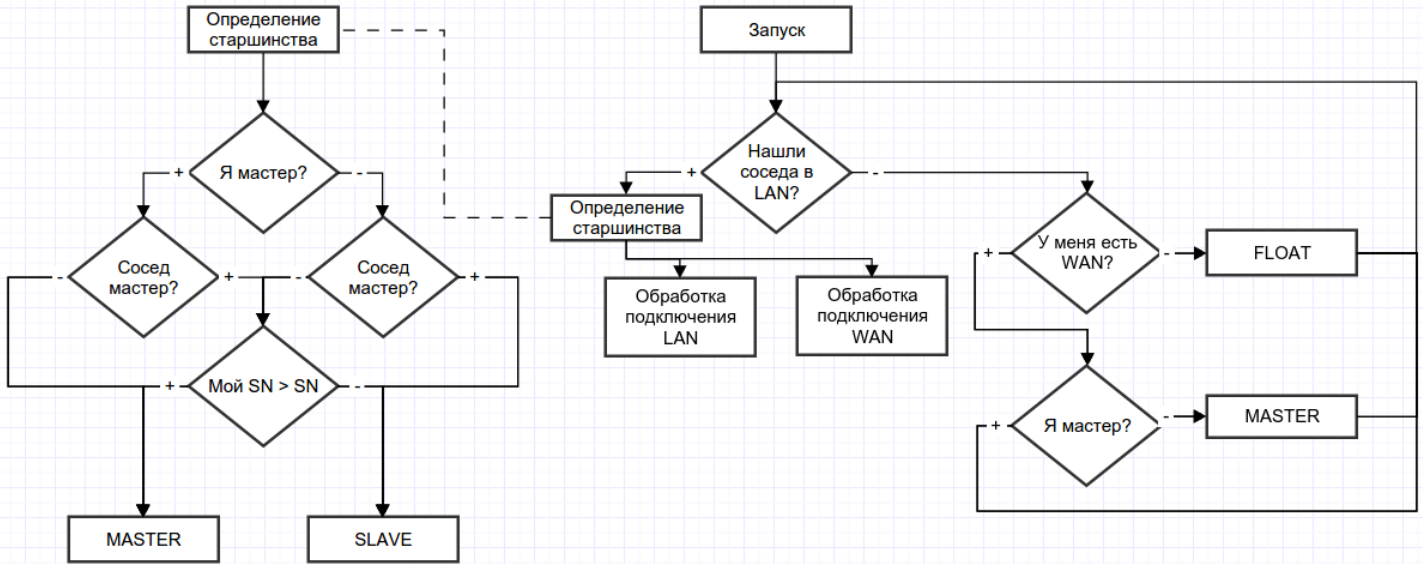 Определение
старшинства
Я мастер?
+
-
Сосед
мастер?
-
+
Сосед
мастер?
-
+
Мой SN > SN
+
-
MASTER
SLAVE
Запуск
Нашли
соседа в
LAN?
+
-
Определение
старшинства
Обработка
подключения
LAN
Обработка
подключения
WAN
У меня есть
WAN?
+
-
FLOAT
Я мастер?
+
-
MASTER